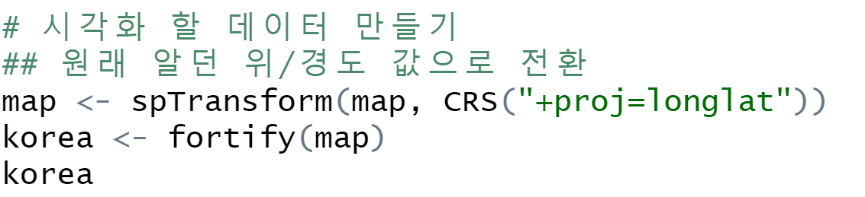 # 시각화 할 데이터 만들기
## 원래 알던 위/경도 값으로 전환
map <- spTransform(map, CRS("+proj=longlat"))
korea <- fortify(map)
korea